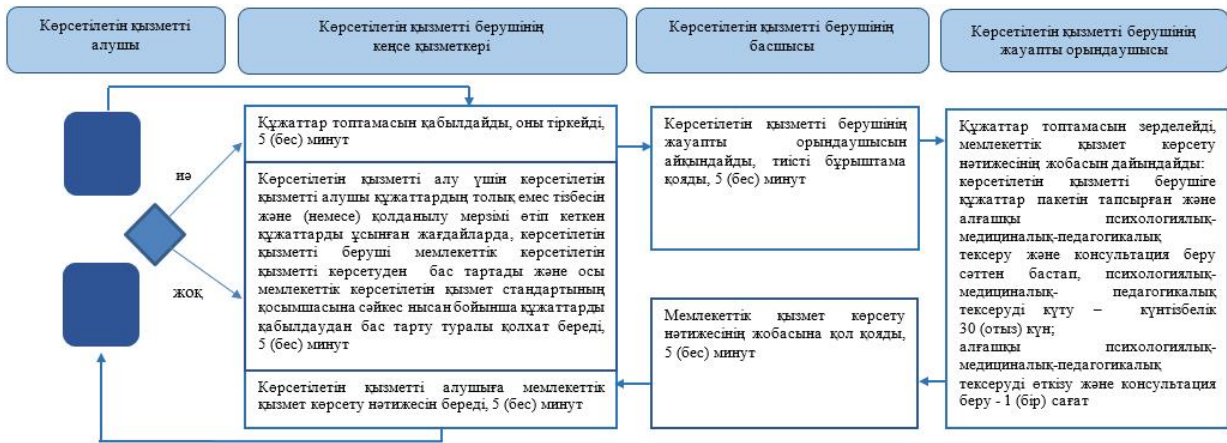 Көрсетілетін қызметті
алушы
Көрсетілетін қызметті берушінің
кеңсе қызметкері
Көрсетілетін қызметті берушінің
басшысы
Көрсетілетін қызметті берушінің
жауапты орындаушысы
иә
жоқ
Құжаттар топтамасын қабылдайды, оны тіркейді,
5 (бес) минут
Көрсетілетін қызметті алу үшін көрсетілетін
қызметті алушы құжаттардың толық емес тізбесін
және (немесе) қолданылу мерзімі өтіп кеткен
құжаттарды ұсынған жағдайларда, көрсетілетін
қызметті беруші мемлекеттік көрсетілетін
қызметті көрсетуден бас тартады және осы
мемлекеттік көрсетілетін қызмет стандартының
қосымшасына сәйкес нысан бойынша құжаттарды
қабылдаудан бас тарту туралы қолхат береді,
5 (бес) минут
Көрсетілетін қызметті алушыға мемлекеттік
қызмет көрсету нәтижесін береді, 5 (бес) минут
Көрсетілетін қызметті берушінің
жауапты орындаушысын
айқындайды, тиісті бұрыштама
қояды, 5 (бес) минут
Мемлекеттік қызмет көрсету
нәтижесінің жобасына қол қояды,
5 (бес) минут
Құжаттар топтамасын зерделейді,
мемлекеттік қызмет көрсету
нәтижесінің жобасын дайындайды:
көрсетілетін қызметті берушіге
құжаттар пакетін тапсырған және
алғашқы психологиялық-
медициналық-педагогикалық
тексеру және консультация беру
сәттен бастап, психологиялық-
медициналық- педагогикалық
тексеруді күту – күнтізбелік
30 (отыз) күн;
алғашқы психологиялық-
медициналық-педагогикалық
тексеруді өткізу және консультация
беру - 1 (бір) сағат